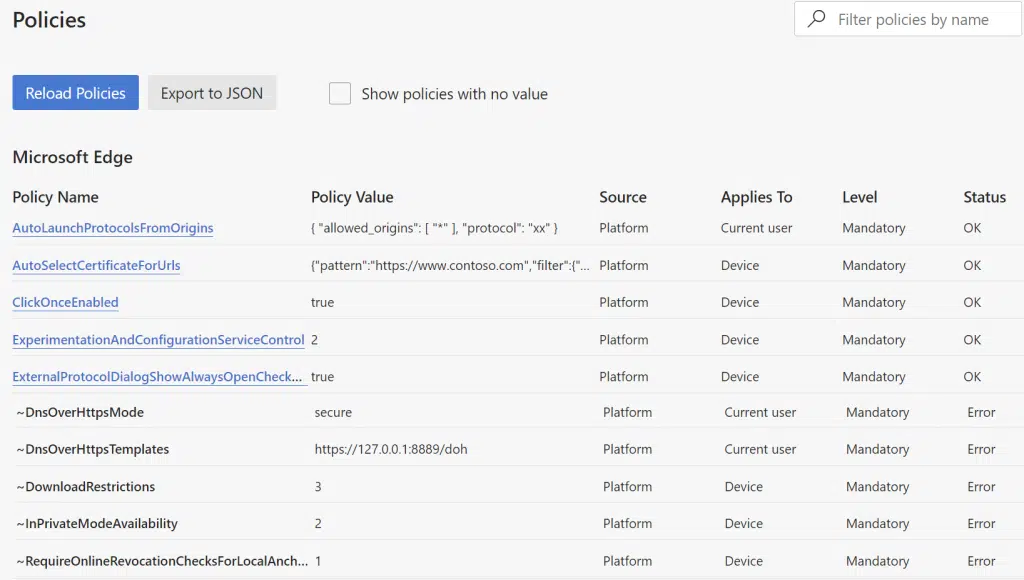 Policies
Filter policies by name
Reload Policies Export to JSON Show policies with no value
Microsoft Edge
Policy Name Policy Value Source Applies To Level Status
AutoLaunchProtocolsFromOrigins { "allowed_origins": [ "*" ], "protocol": "xx" } Platform Current user Mandatory OK
AutoSelectCertificateForUrls {"pattern":"https://www.contoso.com","filter":{"... Platform Device Mandatory OK
ClickOnceEnabled true Platform Device Mandatory OK
ExperimentationAndConfigurationServiceControl 2 Platform Device Mandatory OK
ExternalProtocolDialogShowAlwaysOpenCheck... true Platform Device Mandatory OK
~DnsOverHttpsMode secure Platform Current user Mandatory Error
~DnsOverHttpsTemplates https://127.0.0.1:8889/doh Platform Current user Mandatory Error
~DownloadRestrictions 3 Platform Device Mandatory Error
~InPrivateModeAvailability 2 Platform Device Mandatory Error
~RequireOnlineRevocationChecksForLocalAnch... 1 Platform Device Mandatory Error